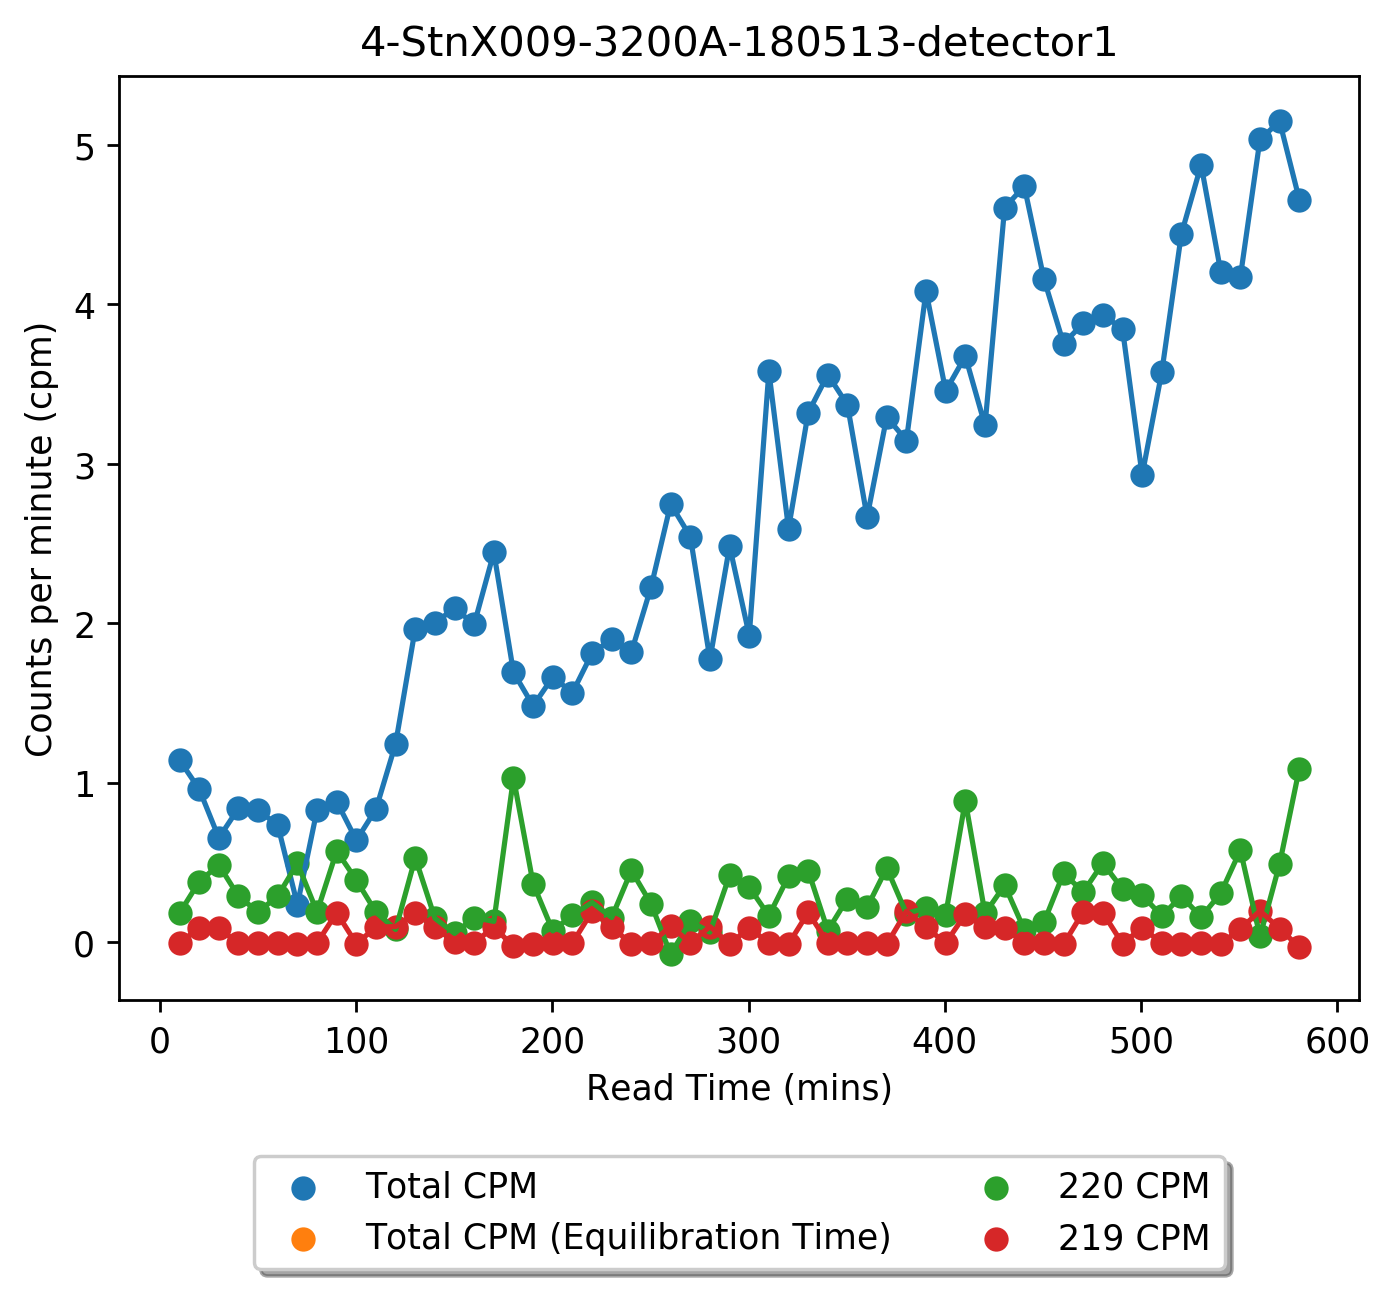 4-StnX009-3200A-180513-detector1
Counts per minute (cpm)
5
4
3
2
1
0
0 100 200 300 400 500 600
Read Time (mins)
Total CPM
Total CPM (Equilibration Time)
220 CPM
219 CPM